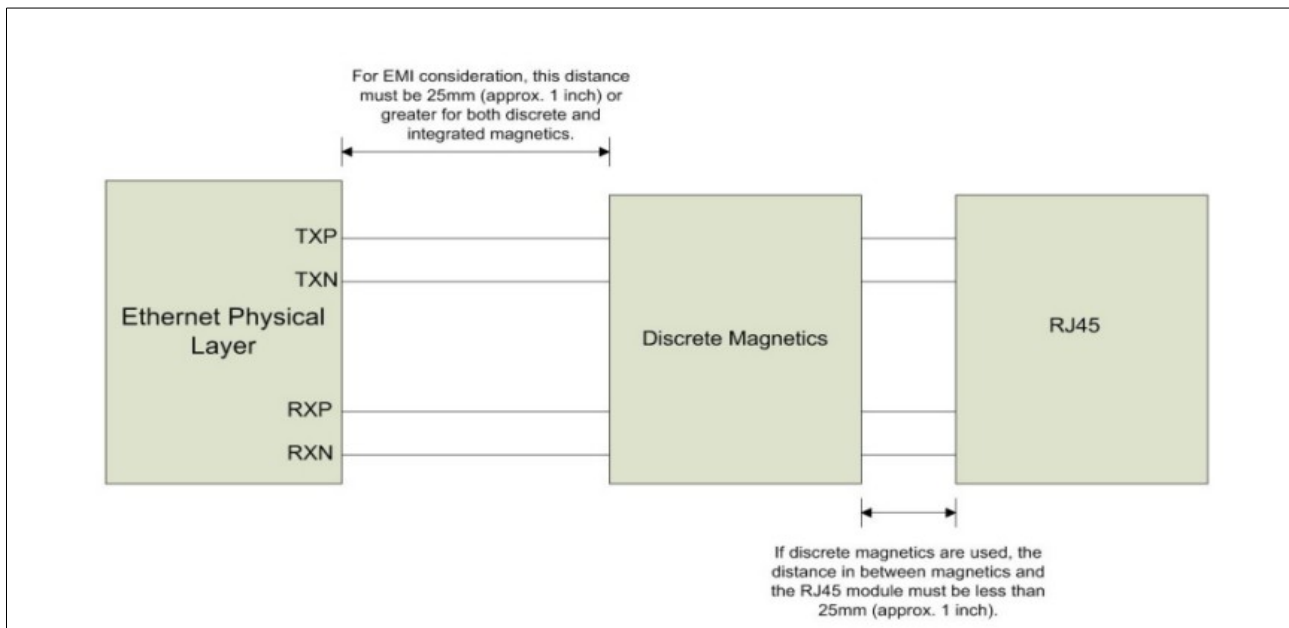 For EMI consideration, this distance
must be 25mm (approx. 1 inch) or
greater for both discrete and
integrated magnetics.
TXP
TXN
Ethernet Physical
Layer
RXP
RXN
Discrete Magnetics
RJ45
If discrete magnetics are used, the
distance in between magnetics and
the RJ45 module must be less than
25mm (approx. 1 inch).